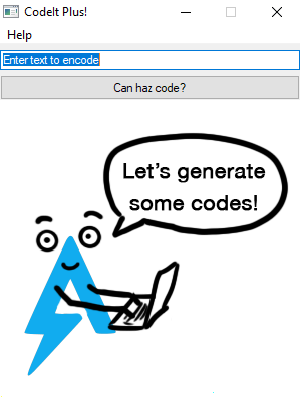 CodeIt Plus!
Help
Enter text to encode
Can haz code?
Let's generate
some codes!